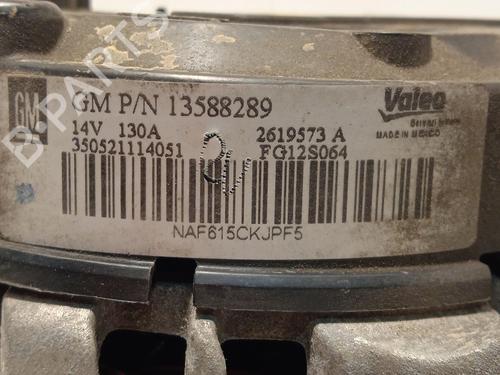 GM
GM P/N 13588289
Valeo
14V 130A
2619573 A
MADE IN MEXICO
350521114051
FG12S064
NAF615CKJPF5
B-PARTS